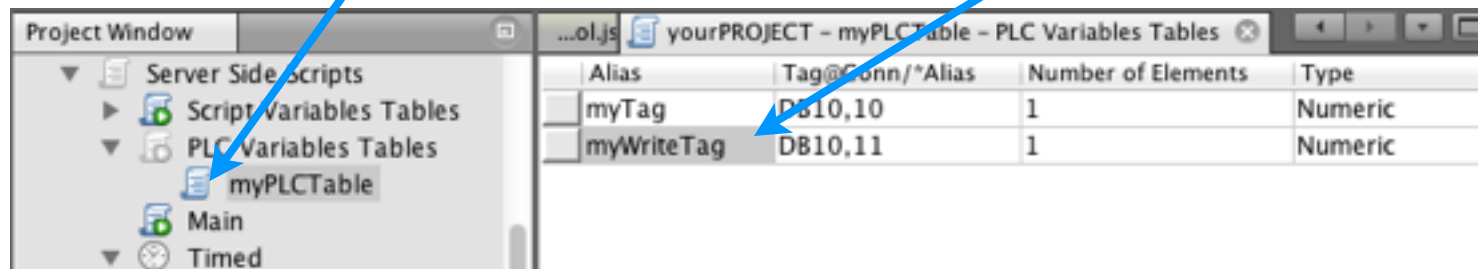 Project Window
Server Side Scripts
Script Variables Tables
PLC Variables Tables
myPLCTable
Main
Timed
...ol.js yourPROJECT - myPLCTable - PLC Variables Tables
Alias Tag@Conn/*Alias Number of Elements Type
myTag DB10,10 1 Numeric
myWriteTag DB10,11 1 Numeric